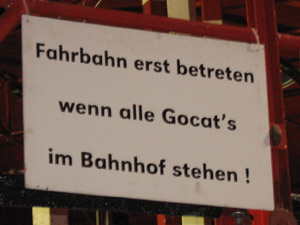 Fahrbahn erst betreten
wenn alle Gocat's
im Bahnhof stehen !